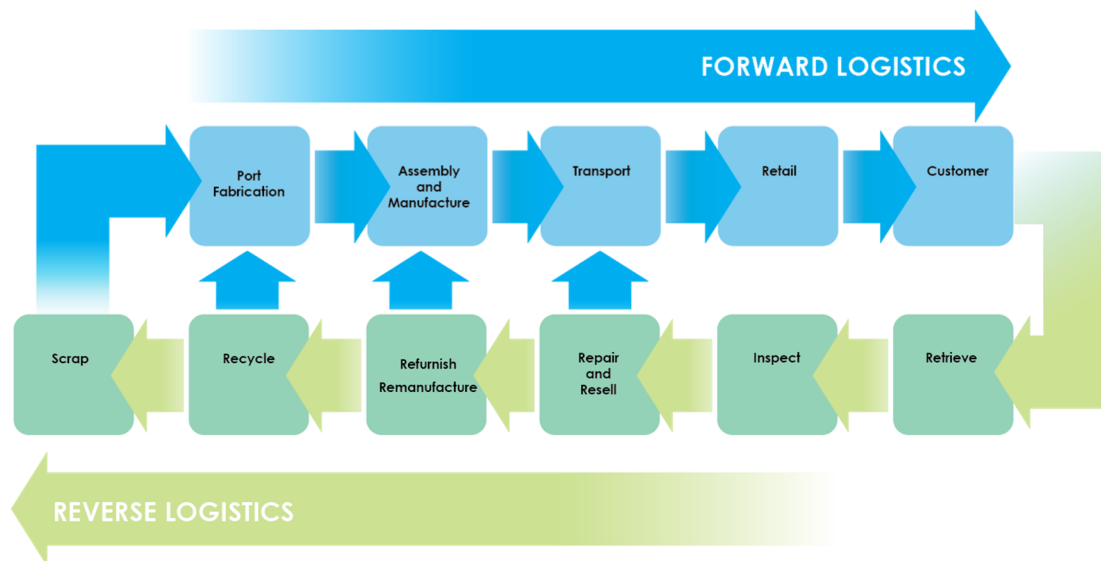 FORWARD LOGISTICS
Port
Fabrication
Assembly
and
Manufacture
Transport
Retail
Customer
Scrap
Recycle
Refurnish
Remanufacture
Repair
and
Resell
Inspect
Retrieve
REVERSE LOGISTICS